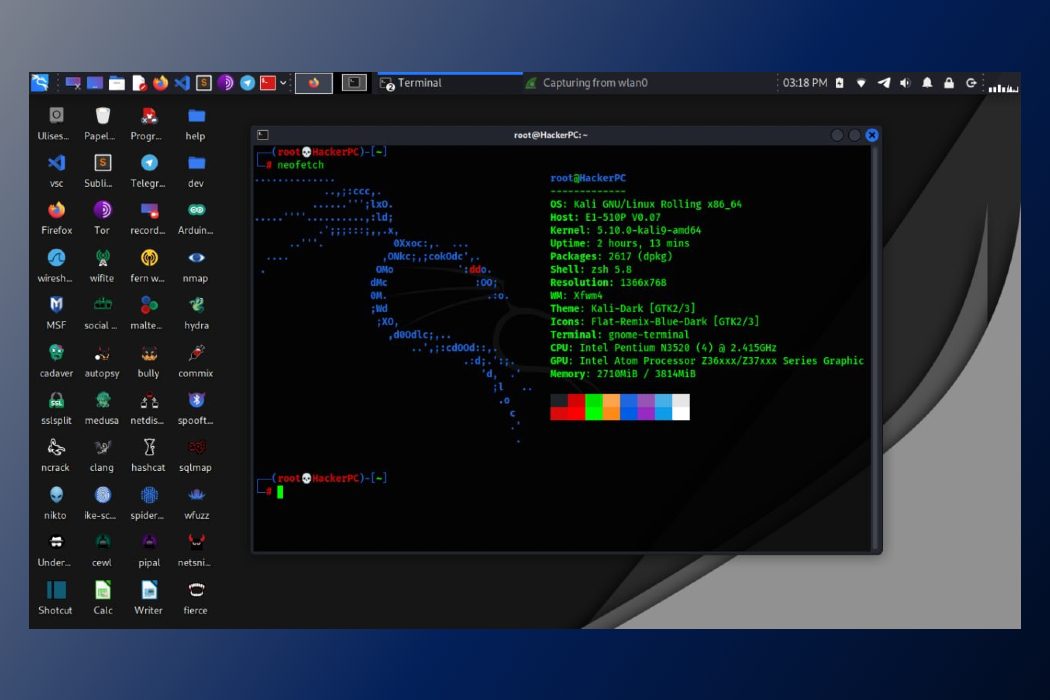 Terminal
Capturing from wlan0
03:18 PM
Ulises...
Papel...
Progr...
help
vsc
Subli...
Telegr...
dev
Firefox
Tor
record...
Arduin...
wiresh...
wifite
fern w...
nmap
MSF
social ...
malte...
hydra
cadaver
autopsy
bully
commix
sslsplit
medusa
netdis...
spooft...
ncrack
clang
hashcat
sqlmap
nikto
ike-sc...
spider...
wfuzz
Under...
cewl
pipal
netsni...
Shotcut
Calc
Writer
fierce
root@HackerPC: ~
(root💀HackerPC)-[~]
# neofetch
root@HackerPC
-------------
OS: Kali GNU/Linux Rolling x86_64
Host: E1-510P V0.07
Kernel: 5.10.0-kali9-amd64
Uptime: 2 hours, 13 mins
Packages: 2617 (dpkg)
Shell: zsh 5.8
Resolution: 1366x768
WM: Xfwm4
Theme: Kali-Dark [GTK2/3]
Icons: Flat-Remix-Blue-Dark [GTK2/3]
Terminal: gnome-terminal
CPU: Intel Pentium N3520 (4) @ 2.415GHz
GPU: Intel Atom Processor Z36xxx/Z37xxx Series Graphic
Memory: 2710MiB / 3814MiB
(root💀HackerPC)-[~]
#